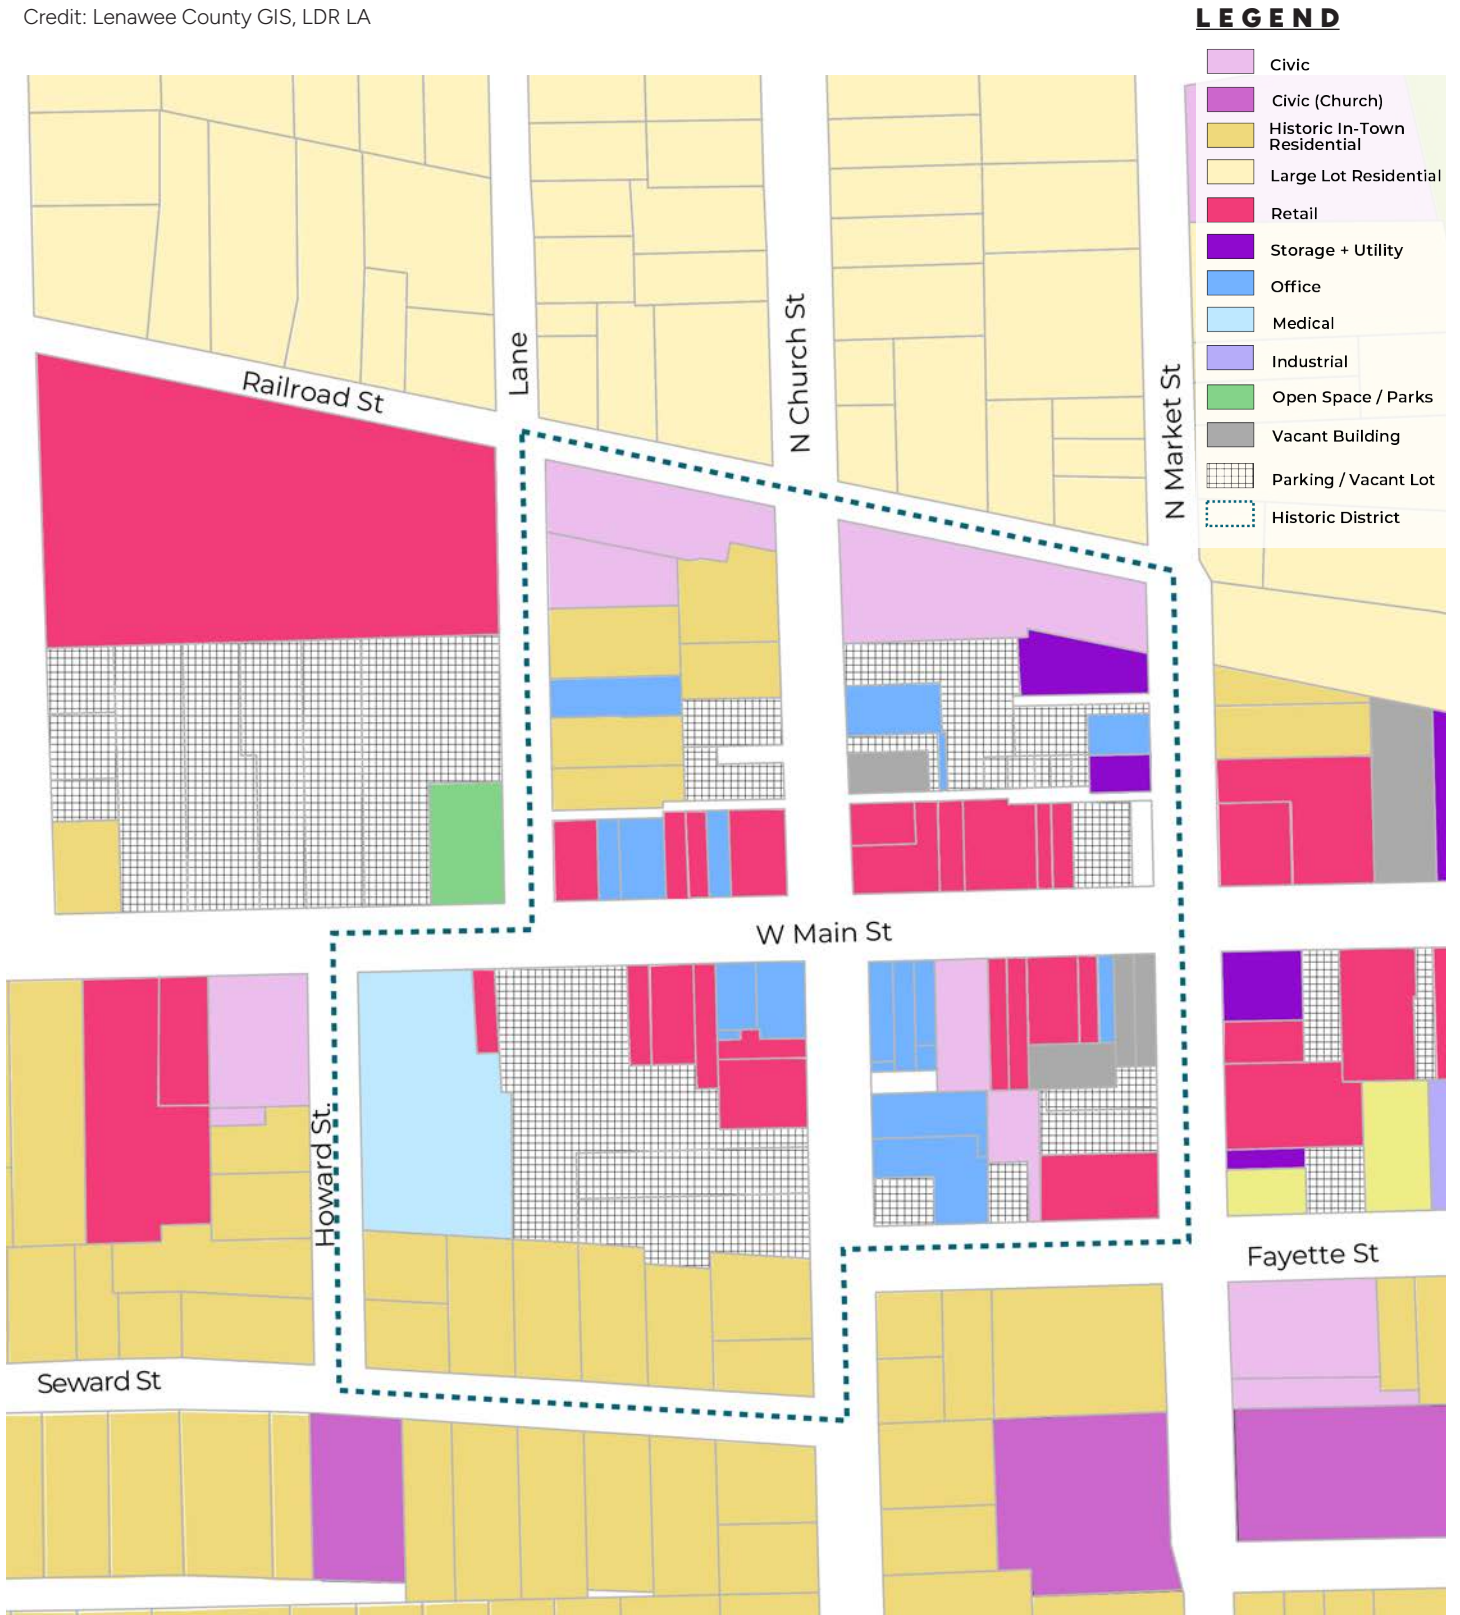 Credit: Lenawee County GIS, LDR LA
LEGEND
Civic
Civic (Church)
Historic In-Town
Residential
Large Lot Residential
Retail
Storage + Utility
Office
Medical
Industrial
Open Space / Parks
Vacant Building
Parking / Vacant Lot
Historic District
Railroad St
Lane
N Church St
N Market St
W Main St
Howard St.
Fayette St
Seward St